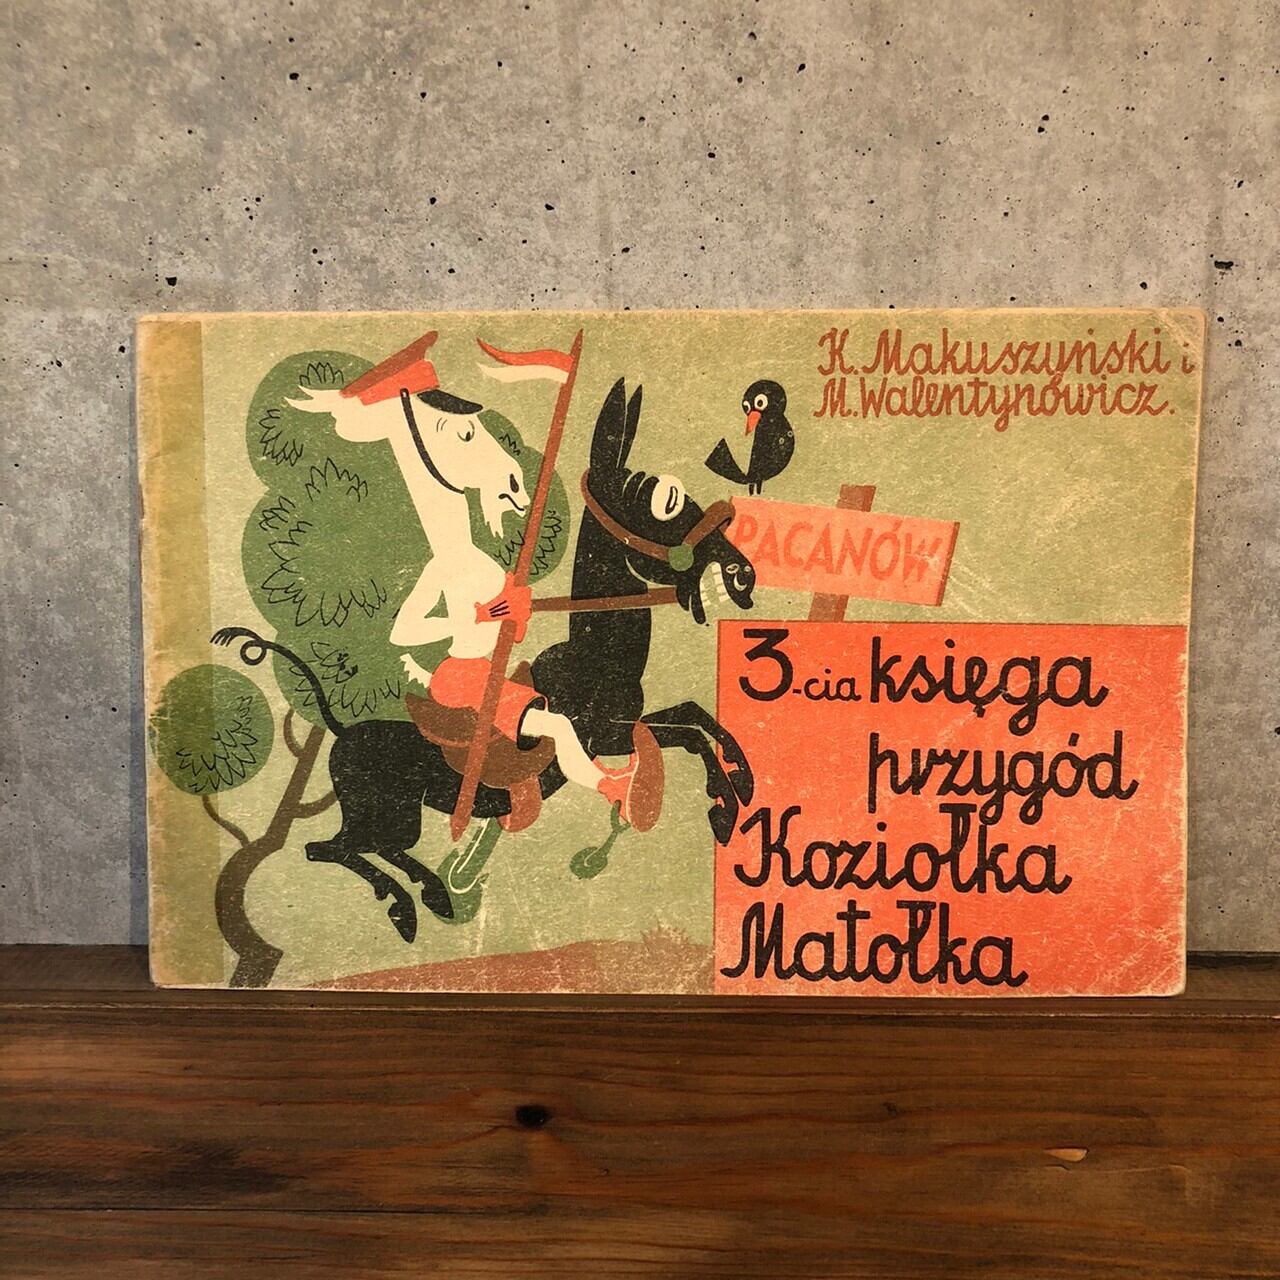 K. Makuszyński i
M. Walentynowicz.
PACANÓW
3-cia księga
przygód
Koziołka
Matołka